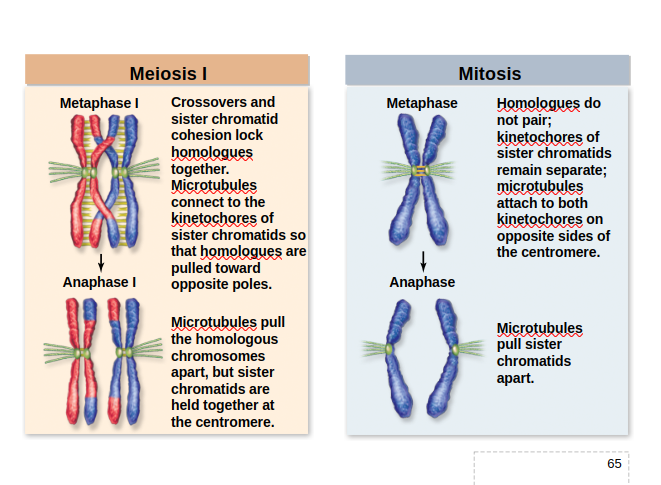 Meiosis I
Metaphase I
Crossovers and
sister chromatid
cohesion lock
homologues
together.
Microtubules
connect to the
kinetochores of
sister chromatids so
that homologues are
pulled toward
opposite poles.
Anaphase I
Microtubules pull
the homologous
chromosomes
apart, but sister
chromatids are
held together at
the centromere.
Mitosis
Metaphase
Homologues do
not pair;
kinetochores of
sister chromatids
remain separate;
microtubules
attach to both
kinetochores on
opposite sides of
the centromere.
Anaphase
Microtubules
pull sister
chromatids
apart.
65